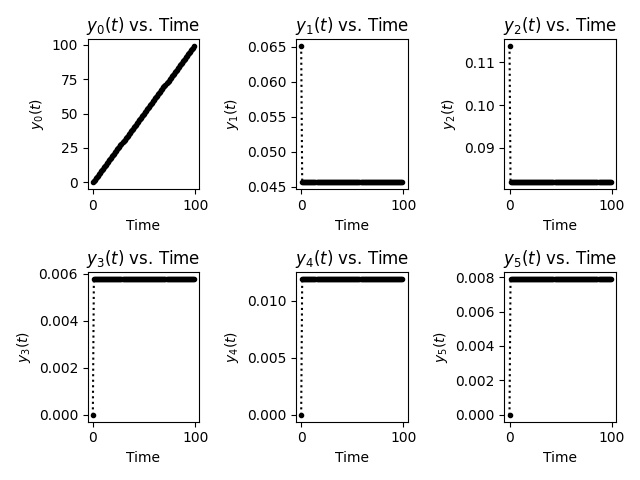 y₀(t) vs. Time
y₁(t) vs. Time
y₂(t) vs. Time
100
75
50
25
0
y₀(t)
0
100
Time
0.065
0.060
0.055
0.050
0.045
y₁(t)
0
100
Time
0.11
0.10
0.09
y₂(t)
0
100
Time
y₃(t) vs. Time
y₄(t) vs. Time
y₅(t) vs. Time
0.006
0.004
0.002
0.000
y₃(t)
0
100
Time
0.010
0.005
0.000
y₄(t)
0
100
Time
0.008
0.006
0.004
0.002
0.000
y₅(t)
0
100
Time